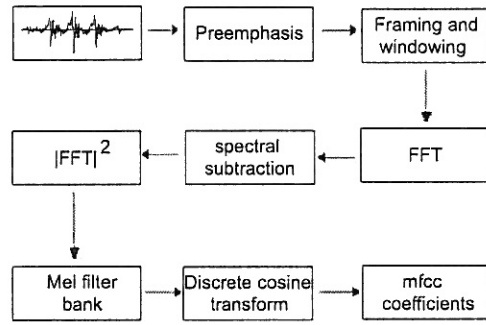 Preemphasis
Framing and
windowing
|FFT|²
spectral
subtraction
FFT
Mel filter
bank
Discrete cosine
transform
mfcc
coefficients